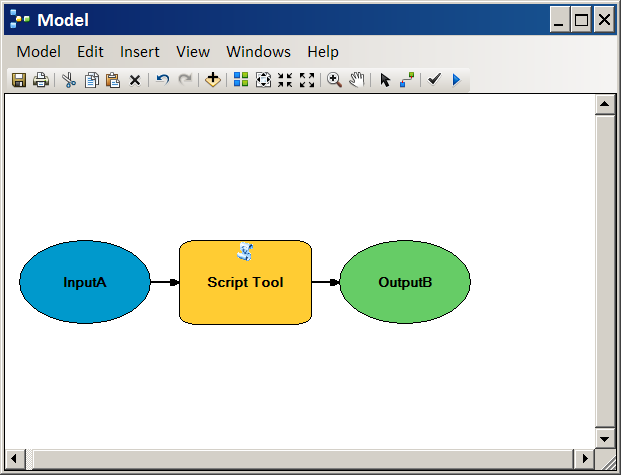 Model
Model Edit Insert View Windows Help
InputA Script Tool OutputB